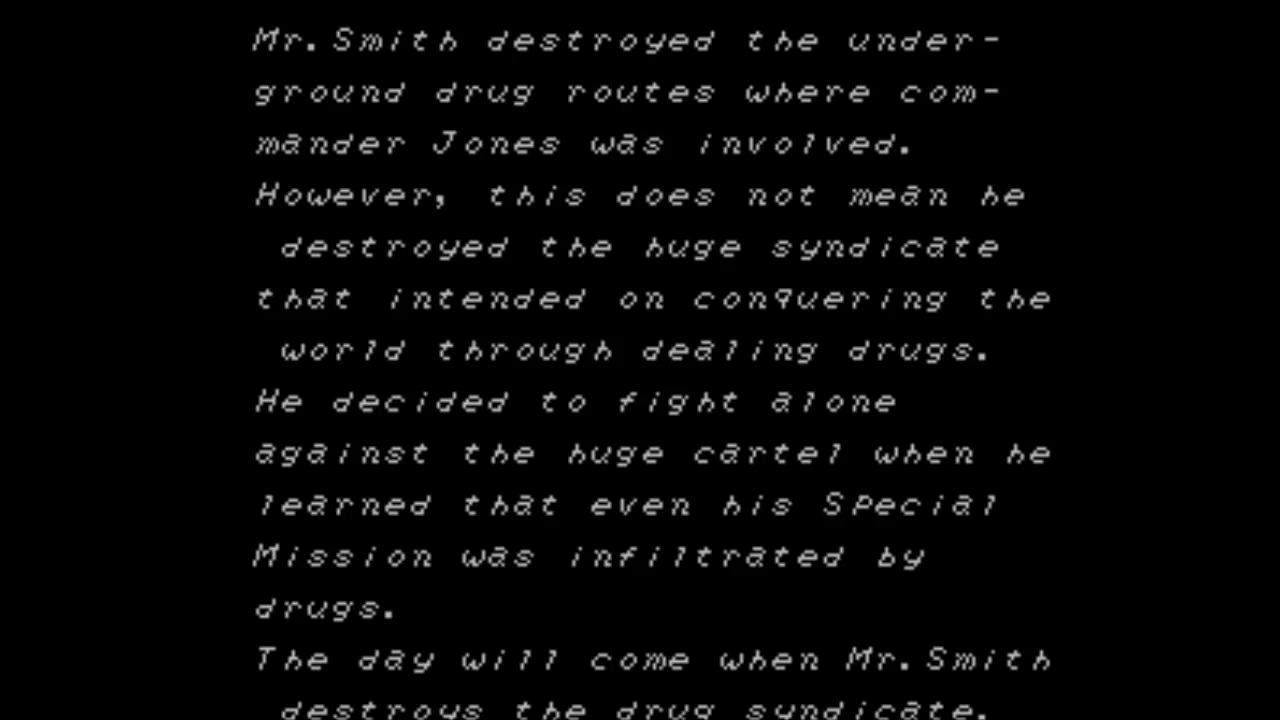 Mr.Smith destroyed the under-
ground drug routes where com-
mander Jones was involved.
However, this does not mean he
destroyed the huge syndicate
that intended on conquering the
world through dealing drugs.
He decided to fight alone
against the huge cartel when he
learned that even his SPecial
Mission was infiltrated by
drugs.
The day will come when Mr.Smith
destroys the drug syndicate.